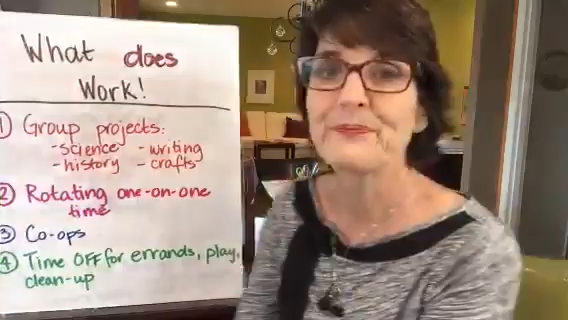 What does
Work!
① Group projects:
-science -writing
-history -crafts
② Rotating one-on-one
time
③ Co-ops
④ Time OFF for errands, play,
clean-up